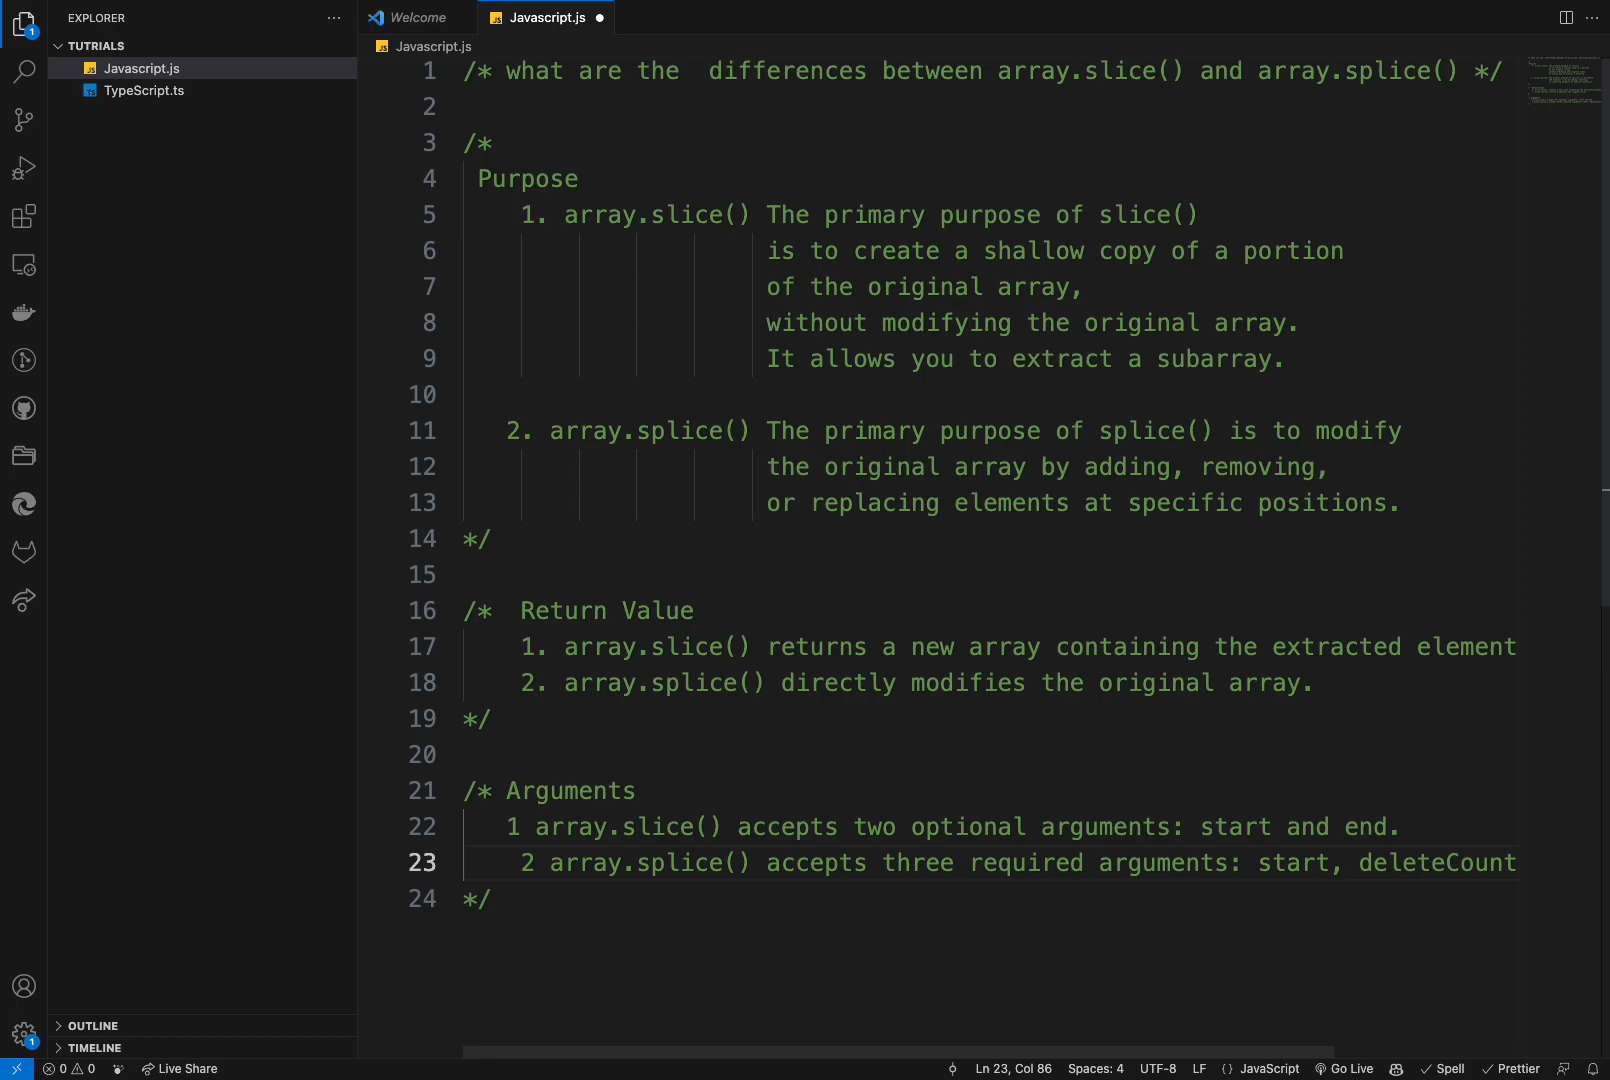 EXPLORER
TUTRIALS
Javascript.js
TypeScript.ts
OUTLINE
TIMELINE
Welcome
Javascript.js
Javascript.js
1 /* what are the  differences between array.slice() and array.splice() */
2
3 /*
4 Purpose
5 1. array.slice() The primary purpose of slice()
6 is to create a shallow copy of a portion
7 of the original array,
8 without modifying the original array.
9 It allows you to extract a subarray.
10
11 2. array.splice() The primary purpose of splice() is to modify
12 the original array by adding, removing,
13 or replacing elements at specific positions.
14 */
15
16 /*  Return Value
17 1. array.slice() returns a new array containing the extracted element
18 2. array.splice() directly modifies the original array.
19 */
20
21 /* Arguments
22 1 array.slice() accepts two optional arguments: start and end.
23 2 array.splice() accepts three required arguments: start, deleteCount
24 */
0 0 Live Share Ln 23, Col 86 Spaces: 4 UTF-8 LF {} JavaScript Go Live Spell Prettier